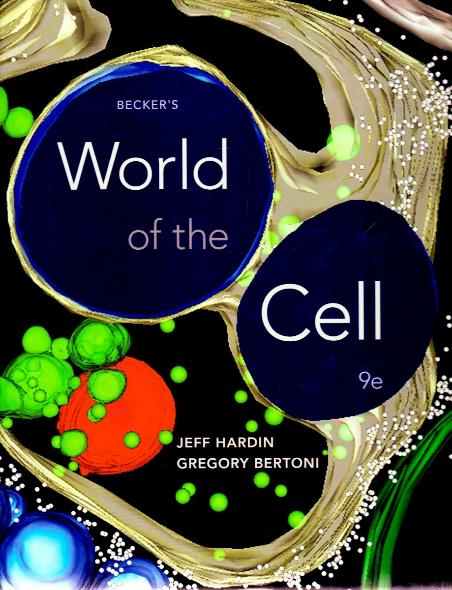 BECKER'S
World
of the
Cell
9e
JEFF HARDIN
GREGORY BERTONI